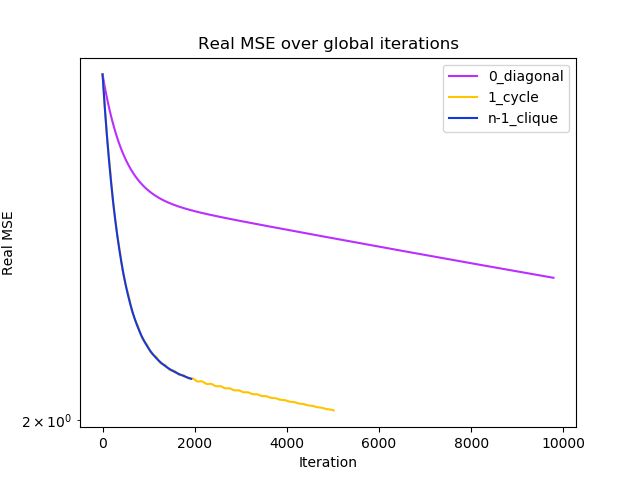 Real MSE over global iterations
0_diagonal
1_cycle
n-1_clique
Real MSE
2 × 10⁰
0 2000 4000 6000 8000 10000
Iteration